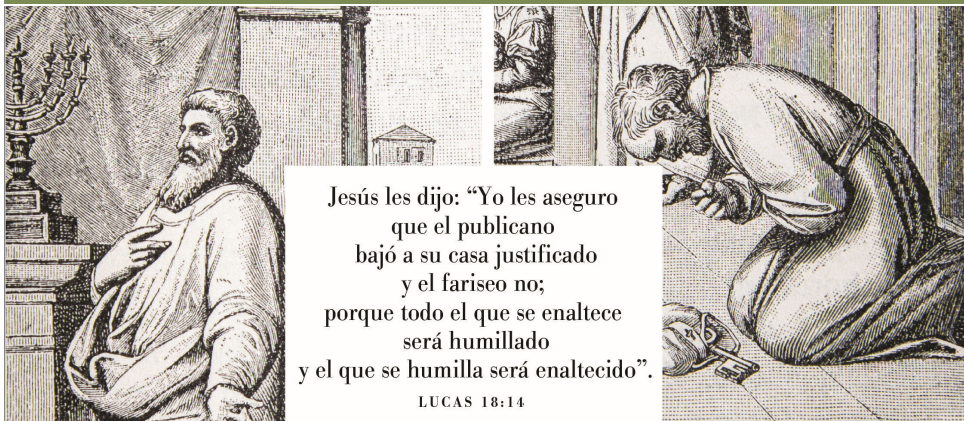 Jesús les dijo: “Yo les aseguro
que el publicano
bajó a su casa justificado
y el fariseo no;
porque todo el que se enaltece
será humillado
y el que se humilla será enaltecido”.
LUCAS 18:14